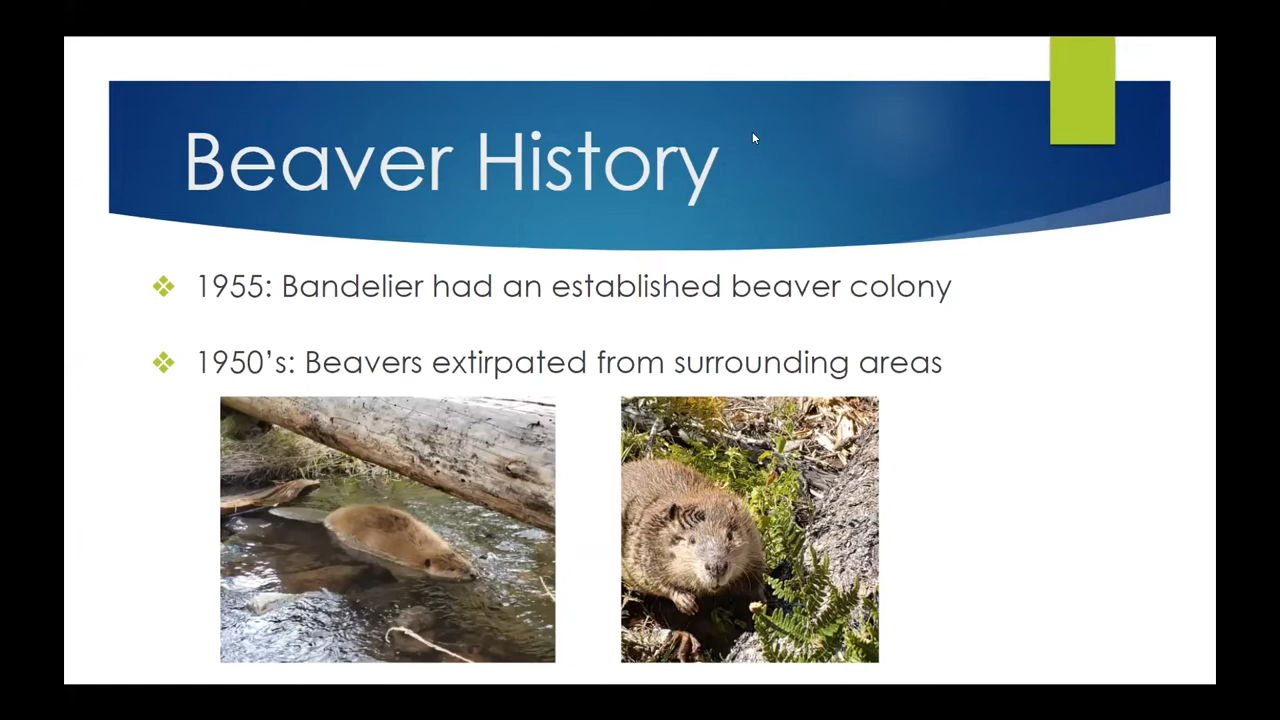 Beaver History
1955: Bandelier had an established beaver colony
1950’s: Beavers extirpated from surrounding areas